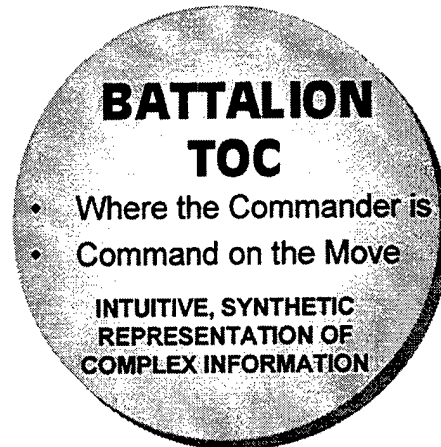 BATTALION
TOC
• Where the Commander is
• Command on the Move
INTUITIVE, SYNTHETIC
REPRESENTATION OF
COMPLEX INFORMATION